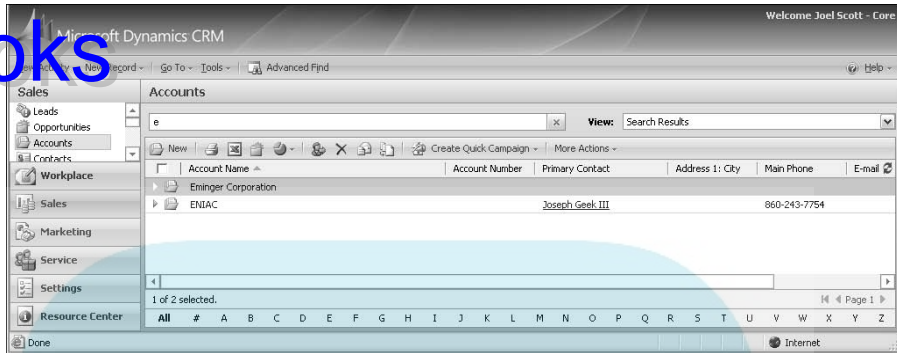 Welcome Joel Scott - Core
Microsoft Dynamics CRM
oks
New Activity New Record Go To Tools Advanced Find Help
Sales Accounts
Leads
Opportunities
e View: Search Results
Accounts
New Create Quick Campaign More Actions
Contacts
Account Name Account Number Primary Contact Address 1: City Main Phone E-mail
Workplace
Eminger Corporation
Sales
ENIAC Joseph Geek III 860-243-7754
Marketing
Service
Settings
1 of 2 selected. Page 1
Resource Center
All # A B C D E F G H I J K L M N O P Q R S T U V W X Y Z
Done Internet